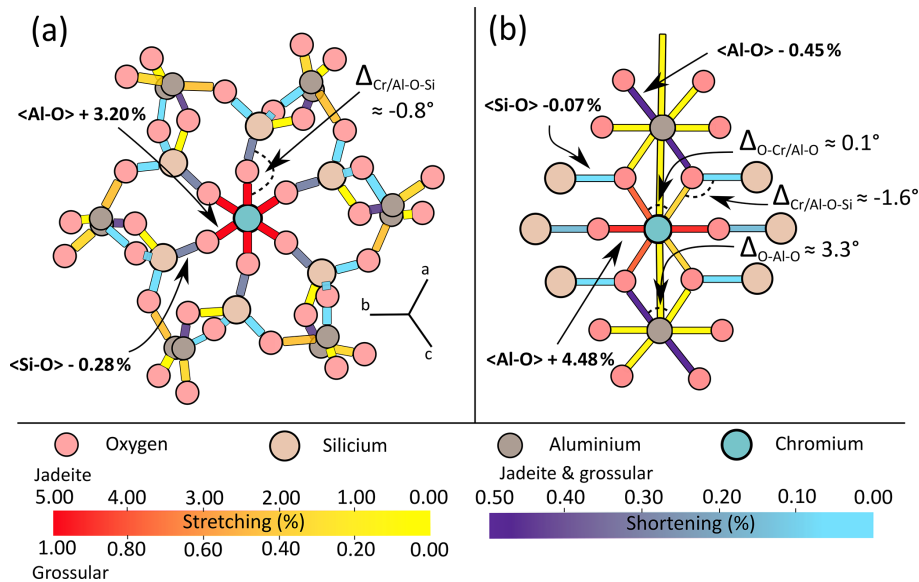 (a)
Δ Cr/Al-O-Si
≈ -0.8°
<Al-O> + 3.20%
<Si-O> - 0.28%
a
b
c
(b)
<Al-O> - 0.45%
<Si-O> -0.07%
Δ O-Cr/Al-O ≈ 0.1°
Δ Cr/Al-O-Si ≈ -1.6°
Δ O-Al-O ≈ 3.3°
<Al-O> + 4.48%
Oxygen
Silicium
Aluminium
Chromium
Jadeite
5.00 4.00 3.00 2.00 1.00 0.00
Stretching (%)
1.00 0.80 0.60 0.40 0.20 0.00
Grossular
Jadeite & grossular
0.50 0.40 0.30 0.20 0.10 0.00
Shortening (%)